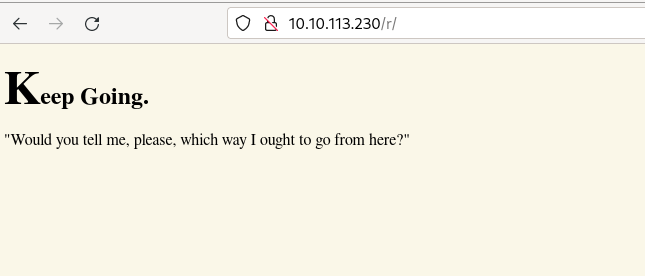 10.10.113.230/r/
Keep Going.
"Would you tell me, please, which way I ought to go from here?"